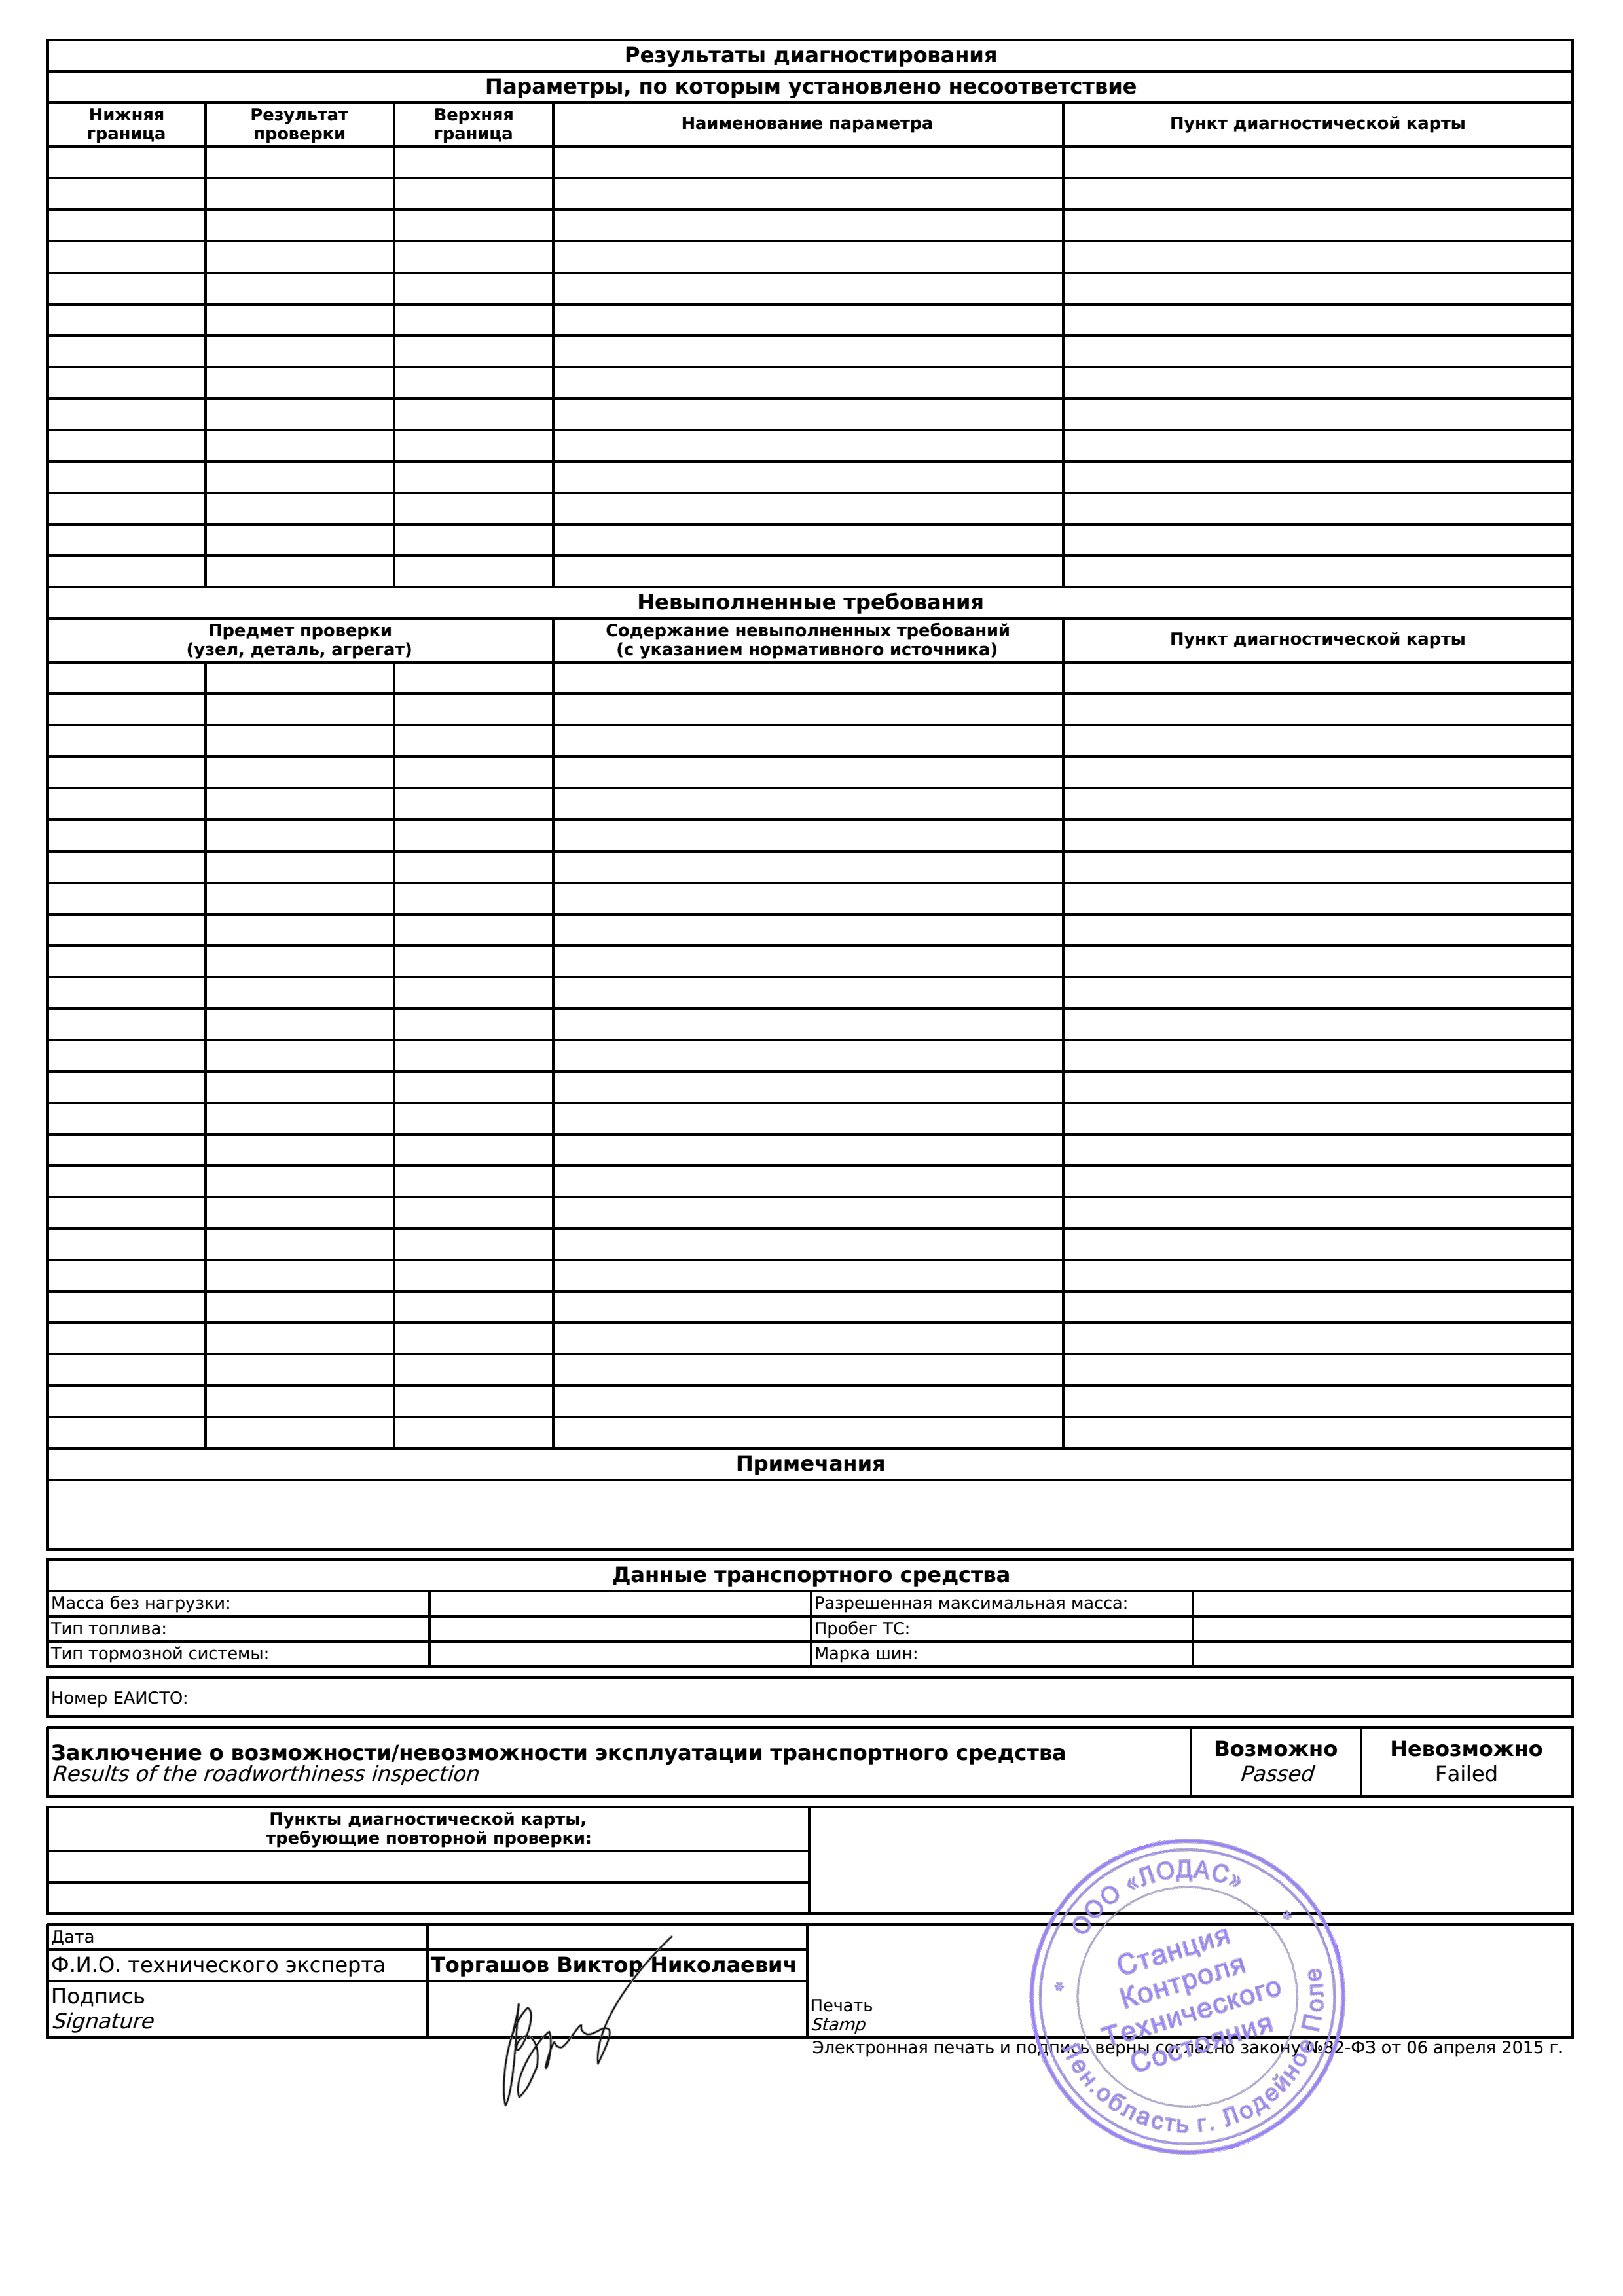 Результаты диагностирования
Параметры, по которым установлено несоответствие
Нижняя граница
Результат проверки
Верхняя граница
Наименование параметра
Пункт диагностической карты
Невыполненные требования
Предмет проверки
(узел, деталь, агрегат)
Содержание невыполненных требований
(с указанием нормативного источника)
Пункт диагностической карты
Примечания
Данные транспортного средства
Масса без нагрузки:
Разрешенная максимальная масса:
Тип топлива:
Пробег ТС:
Тип тормозной системы:
Марка шин:
Номер ЕАИСТО:
Заключение о возможности/невозможности эксплуатации транспортного средства
Results of the roadworthiness inspection
Возможно
Passed
Невозможно
Failed
Пункты диагностической карты,
требующие повторной проверки:
Дата
Ф.И.О. технического эксперта
Торгашов Виктор Николаевич
Подпись
Signature
Печать
Stamp
Электронная печать и подпись верны согласно закону №82-ФЗ от 06 апреля 2015 г.
ООО «ЛОДАС»
Станция
Контроля
Технического
Состояния
Лен.область г. Лодейное Поле